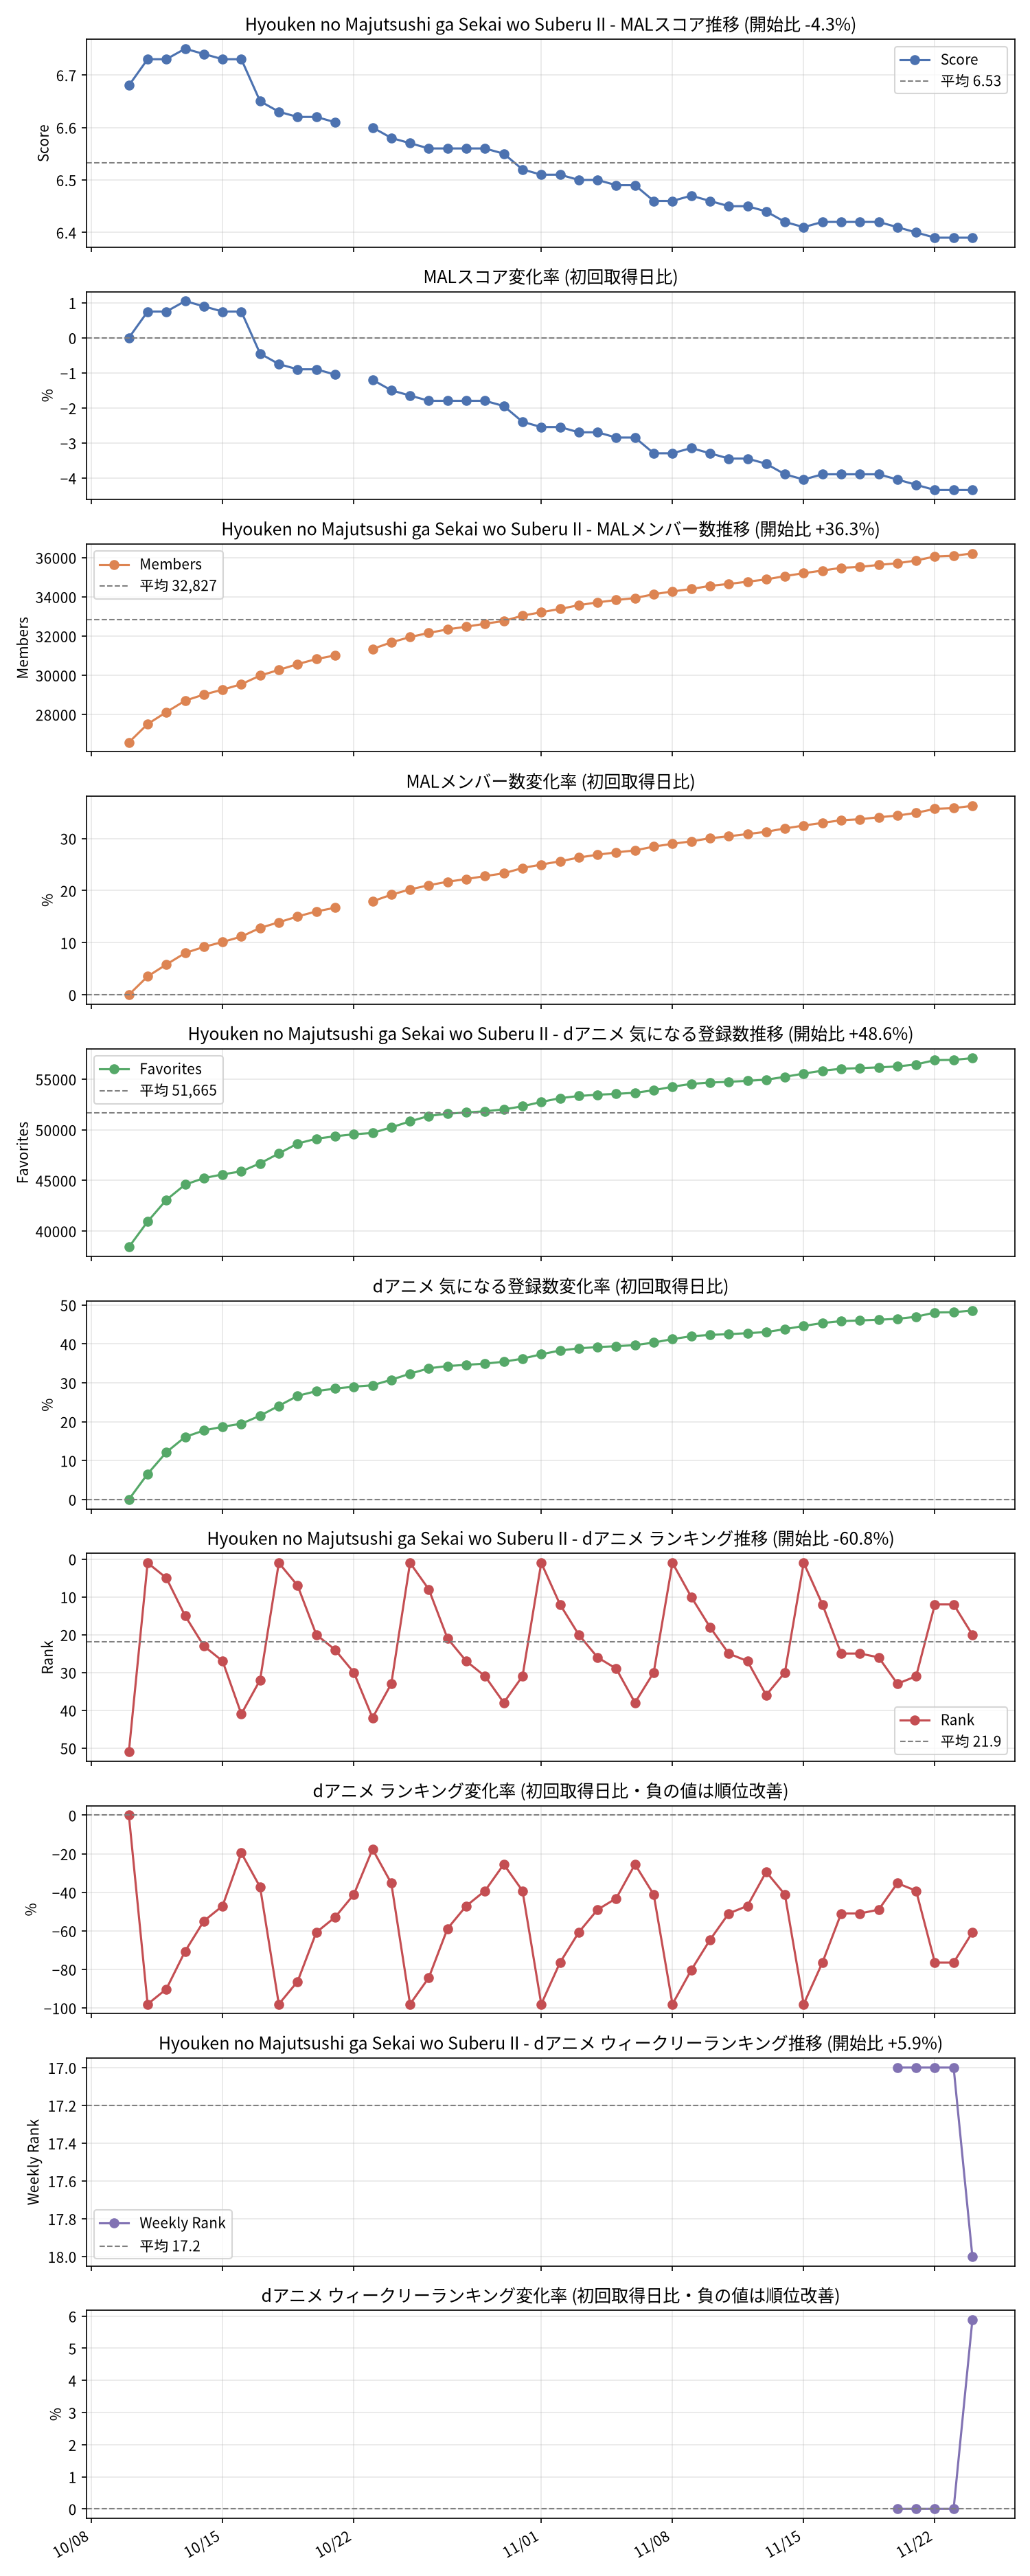 Hyouken no Majutsushi ga Sekai wo Suberu II - MALスコア推移 (開始比 -4.3%)
Score
6.7
6.6
6.5
6.4
Score
平均 6.53
MALスコア変化率 (初回取得日比)
%
1
0
−1
−2
−3
−4
Hyouken no Majutsushi ga Sekai wo Suberu II - MALメンバー数推移 (開始比 +36.3%)
Members
36000
34000
32000
30000
28000
Members
平均 32,827
MALメンバー数変化率 (初回取得日比)
%
30
20
10
0
Hyouken no Majutsushi ga Sekai wo Suberu II - dアニメ 気になる登録数推移 (開始比 +48.6%)
Favorites
55000
50000
45000
40000
Favorites
平均 51,665
dアニメ 気になる登録数変化率 (初回取得日比)
%
50
40
30
20
10
0
Hyouken no Majutsushi ga Sekai wo Suberu II - dアニメ ランキング推移 (開始比 -60.8%)
Rank
0
10
20
30
40
50
Rank
平均 21.9
dアニメ ランキング変化率 (初回取得日比・負の値は順位改善)
%
0
−20
−40
−60
−80
−100
Hyouken no Majutsushi ga Sekai wo Suberu II - dアニメ ウィークリーランキング推移 (開始比 +5.9%)
Weekly Rank
17.0
17.2
17.4
17.6
17.8
18.0
Weekly Rank
平均 17.2
dアニメ ウィークリーランキング変化率 (初回取得日比・負の値は順位改善)
%
6
5
4
3
2
1
0
10/08
10/15
10/22
11/01
11/08
11/15
11/22